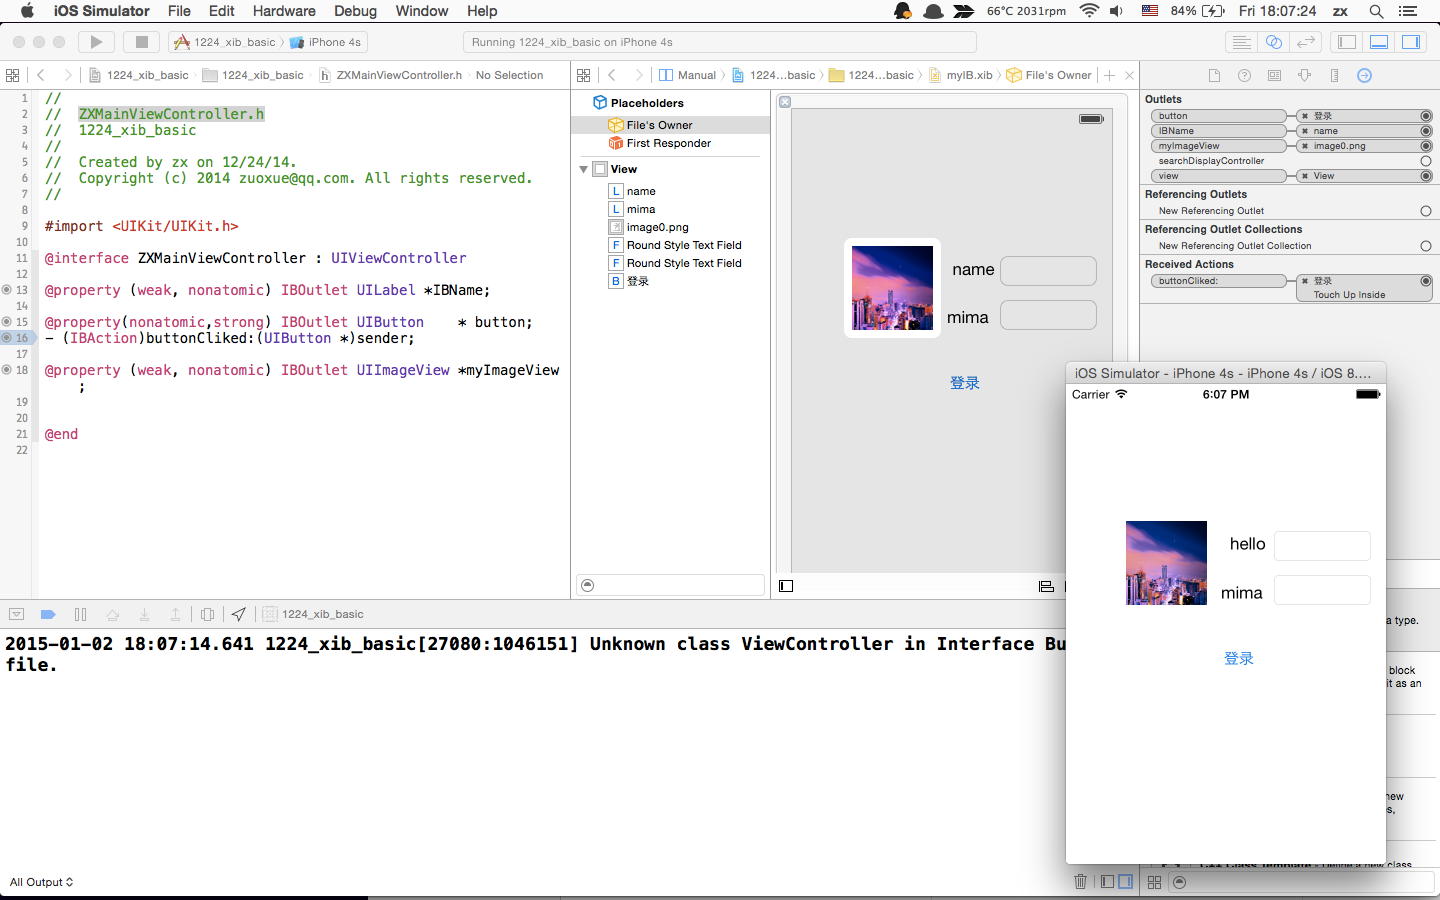 iOS Simulator File Edit Hardware Debug Window Help 66°C 2031rpm 84% Fri 18:07:24 zx
1224_xib_basic iPhone 4s Running 1224_xib_basic on iPhone 4s
1224_xib_basic 1224_xib_basic ZXMainViewController.h No Selection
Manual 1224...basic 1224...basic myIB.xib File's Owner
1 //
2 // ZXMainViewController.h
3 // 1224_xib_basic
4 //
5 // Created by zx on 12/24/14.
6 // Copyright (c) 2014 zuoxue@qq.com. All rights reserved.
7 //
8
9 #import <UIKit/UIKit.h>
10
11 @interface ZXMainViewController : UIViewController
12
13 @property (weak, nonatomic) IBOutlet UILabel *IBName;
14
15 @property(nonatomic,strong) IBOutlet UIButton    * button;
16 - (IBAction)buttonCliked:(UIButton *)sender;
17
18 @property (weak, nonatomic) IBOutlet UIImageView *myImageView
;
19
20
21 @end
22
Placeholders
File's Owner
First Responder
View
L name
L mima
image0.png
F Round Style Text Field
F Round Style Text Field
B 登录
name
mima
登录
Outlets
button 登录
IBName name
myImageView image0.png
searchDisplayController
view View
Referencing Outlets
New Referencing Outlet
Referencing Outlet Collections
New Referencing Outlet Collection
Received Actions
buttonCliked: 登录
Touch Up Inside
iOS Simulator - iPhone 4s - iPhone 4s / iOS 8....
Carrier 6:07 PM
hello
mima
登录
a type.
block
it as an
new
s,
C++ Class Template - Define a new class
1224_xib_basic
2015-01-02 18:07:14.641 1224_xib_basic[27080:1046151] Unknown class ViewController in Interface Bu
file.
All Output